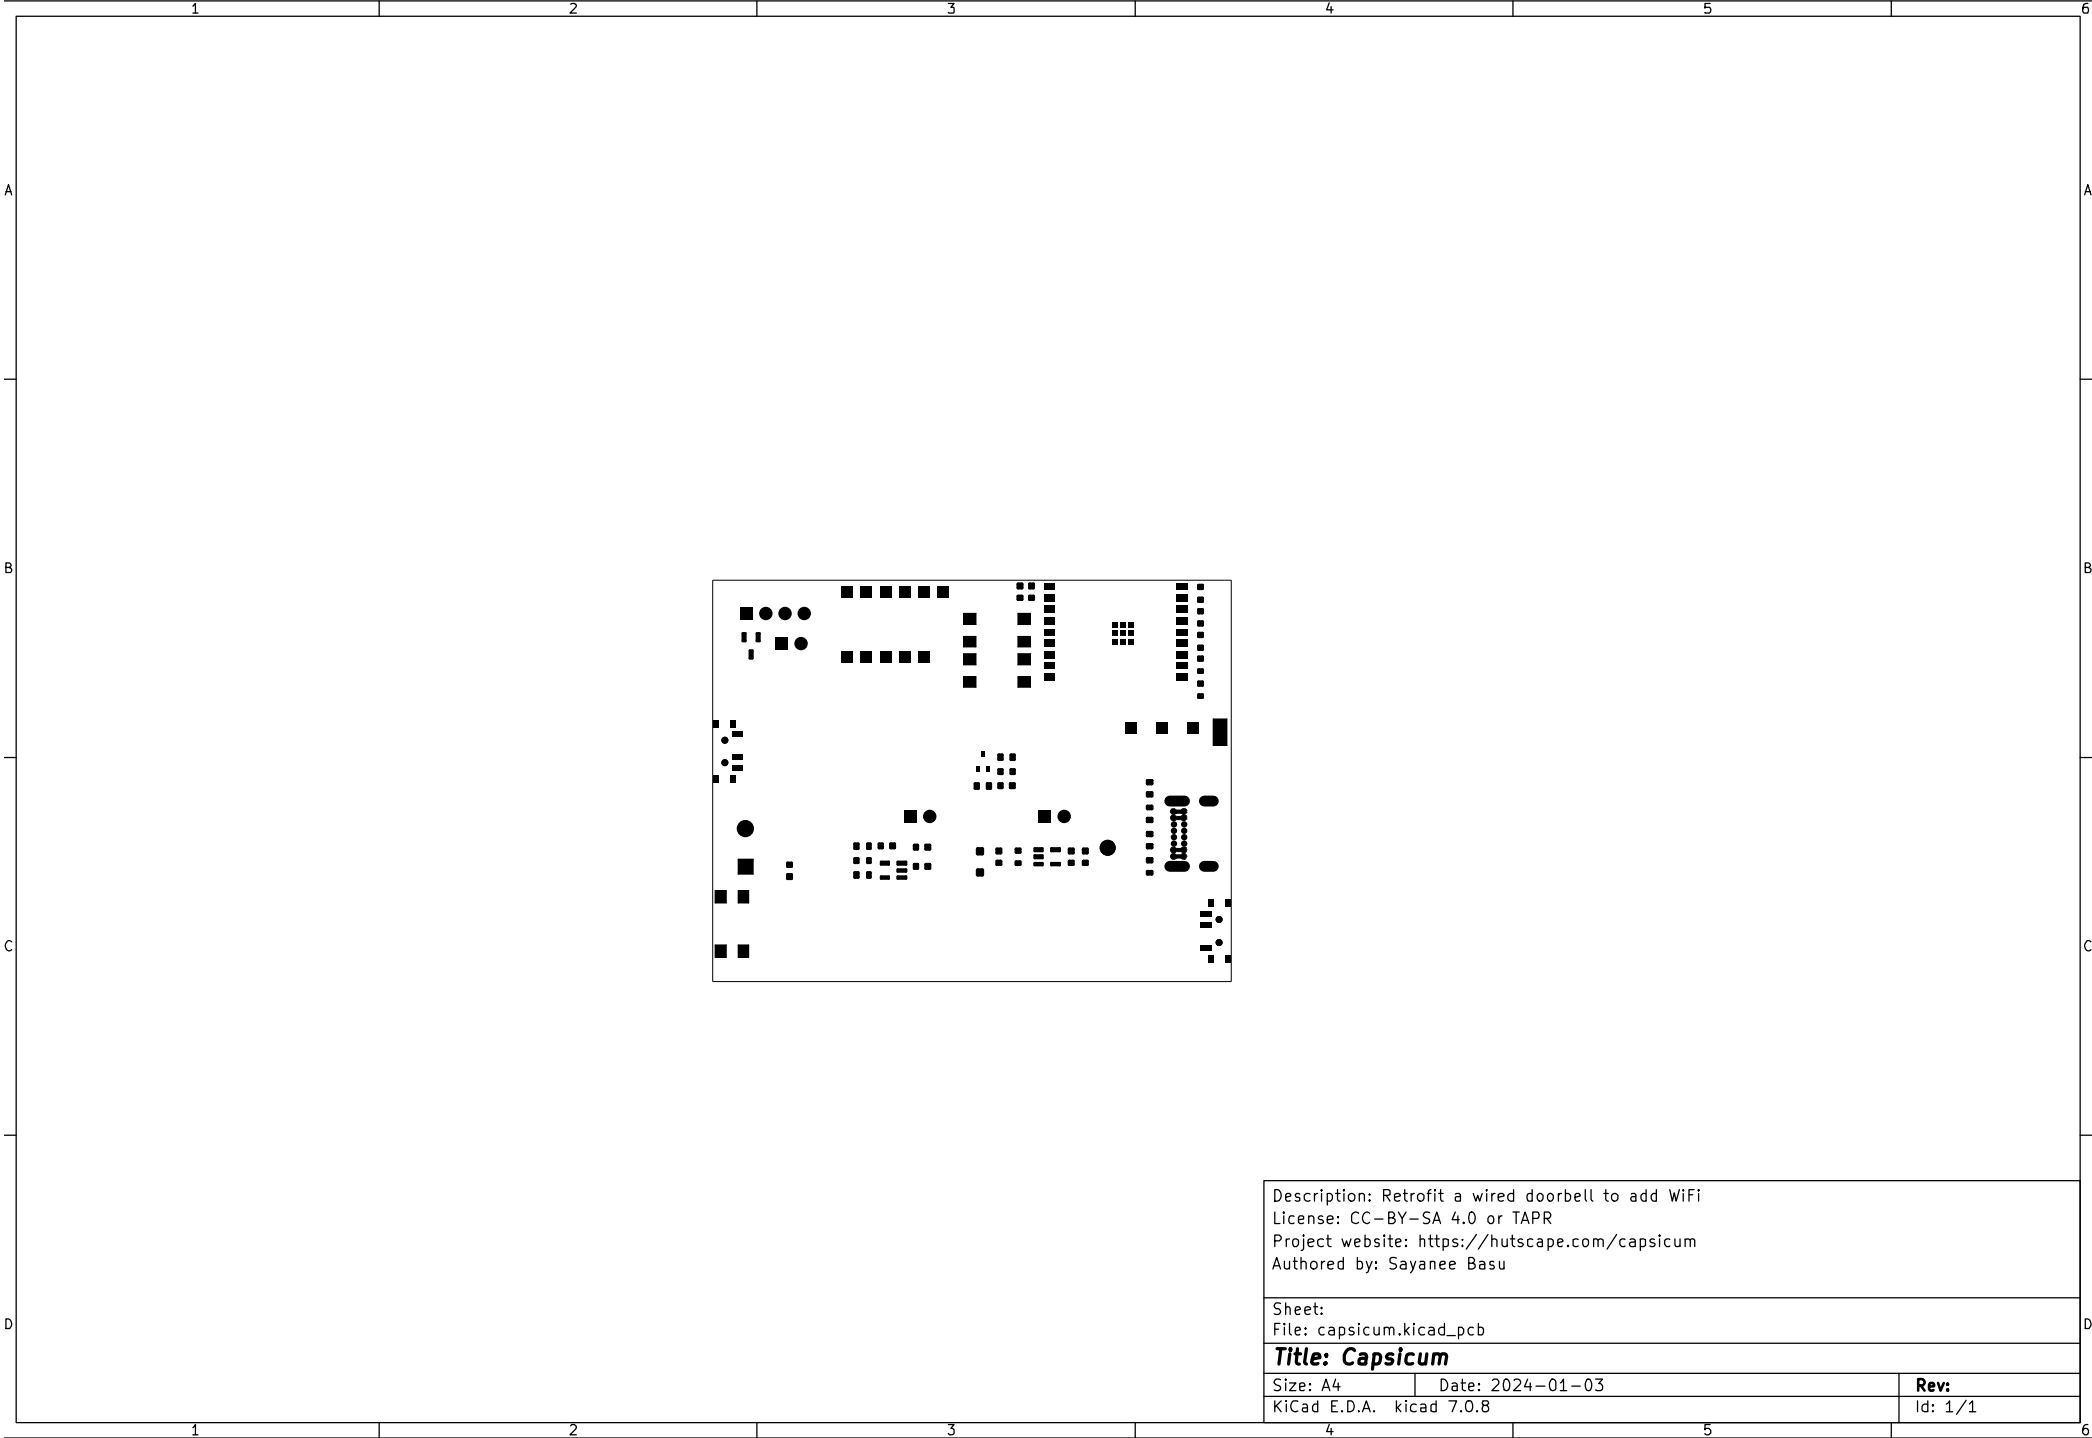 1 2 3 4 5 6
A A
B B
C C
Description: Retrofit a wired doorbell to add WiFi
License: CC-BY-SA 4.0 or TAPR
Project website: https://hutscape.com/capsicum
Authored by: Sayanee Basu
Sheet:
D D
File: capsicum.kicad_pcb
Title: Capsicum
Size: A4 Date: 2024-01-03 Rev:
KiCad E.D.A. kicad 7.0.8 Id: 1/1
1 2 3 4 5 6